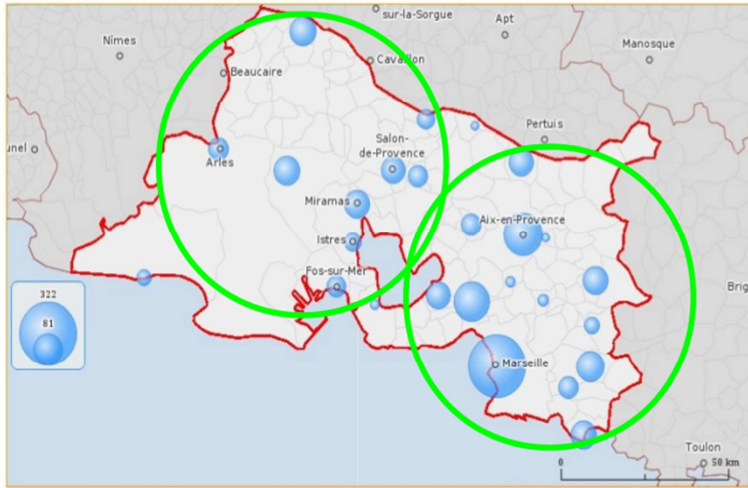 sur-la-Sorgue
Apt
Nîmes
Manosque
Cavaillon
Beaucaire
Pertuis
Salon-
de-Provence
unel
Arles
Miramas
Aix-en-Provence
Istres
Fos-sur-Mer
Brig
322
81
Marseille
Toulon
0
50 km